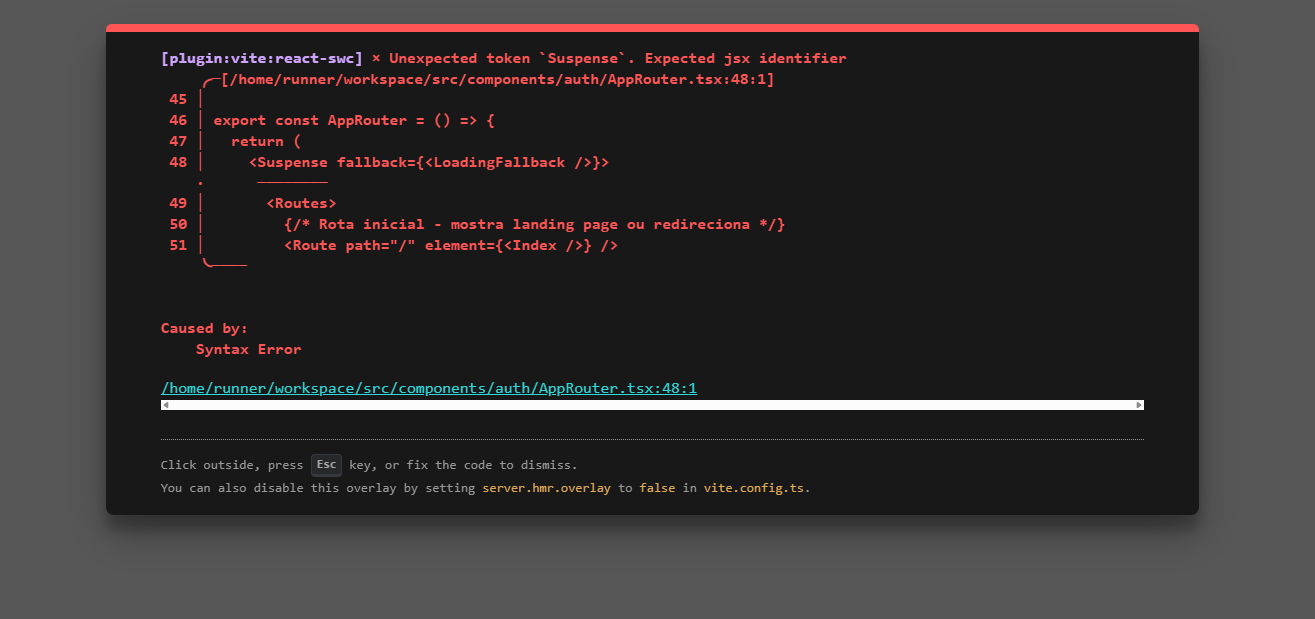 [plugin:vite:react-swc] × Unexpected token `Suspense`. Expected jsx identifier
╭─[/home/runner/workspace/src/components/auth/AppRouter.tsx:48:1]
45 │
46 │ export const AppRouter = () => {
47 │   return (
48 │     <Suspense fallback={<LoadingFallback />}>
·      ────────
49 │       <Routes>
50 │         {/* Rota inicial - mostra landing page ou redireciona */}
51 │         <Route path="/" element={<Index />} />
╰────
Caused by:
Syntax Error
/home/runner/workspace/src/components/auth/AppRouter.tsx:48:1
Click outside, press Esc key, or fix the code to dismiss.
You can also disable this overlay by setting server.hmr.overlay to false in vite.config.ts.